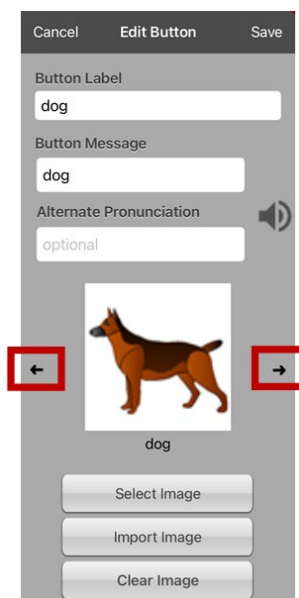 Cancel Edit Button Save
Button Label
dog
Button Message
dog
Alternate Pronunciation
optional
← →
dog
Select Image
Import Image
Clear Image